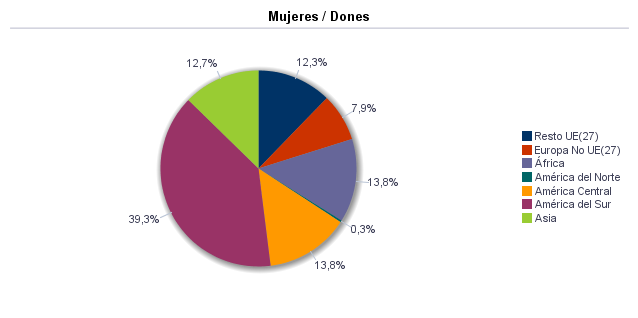 Mujeres / Dones
12,7%
12,3%
7,9%
13,8%
0,3%
13,8%
39,3%
Resto UE(27)
Europa No UE(27)
África
América del Norte
América Central
América del Sur
Asia